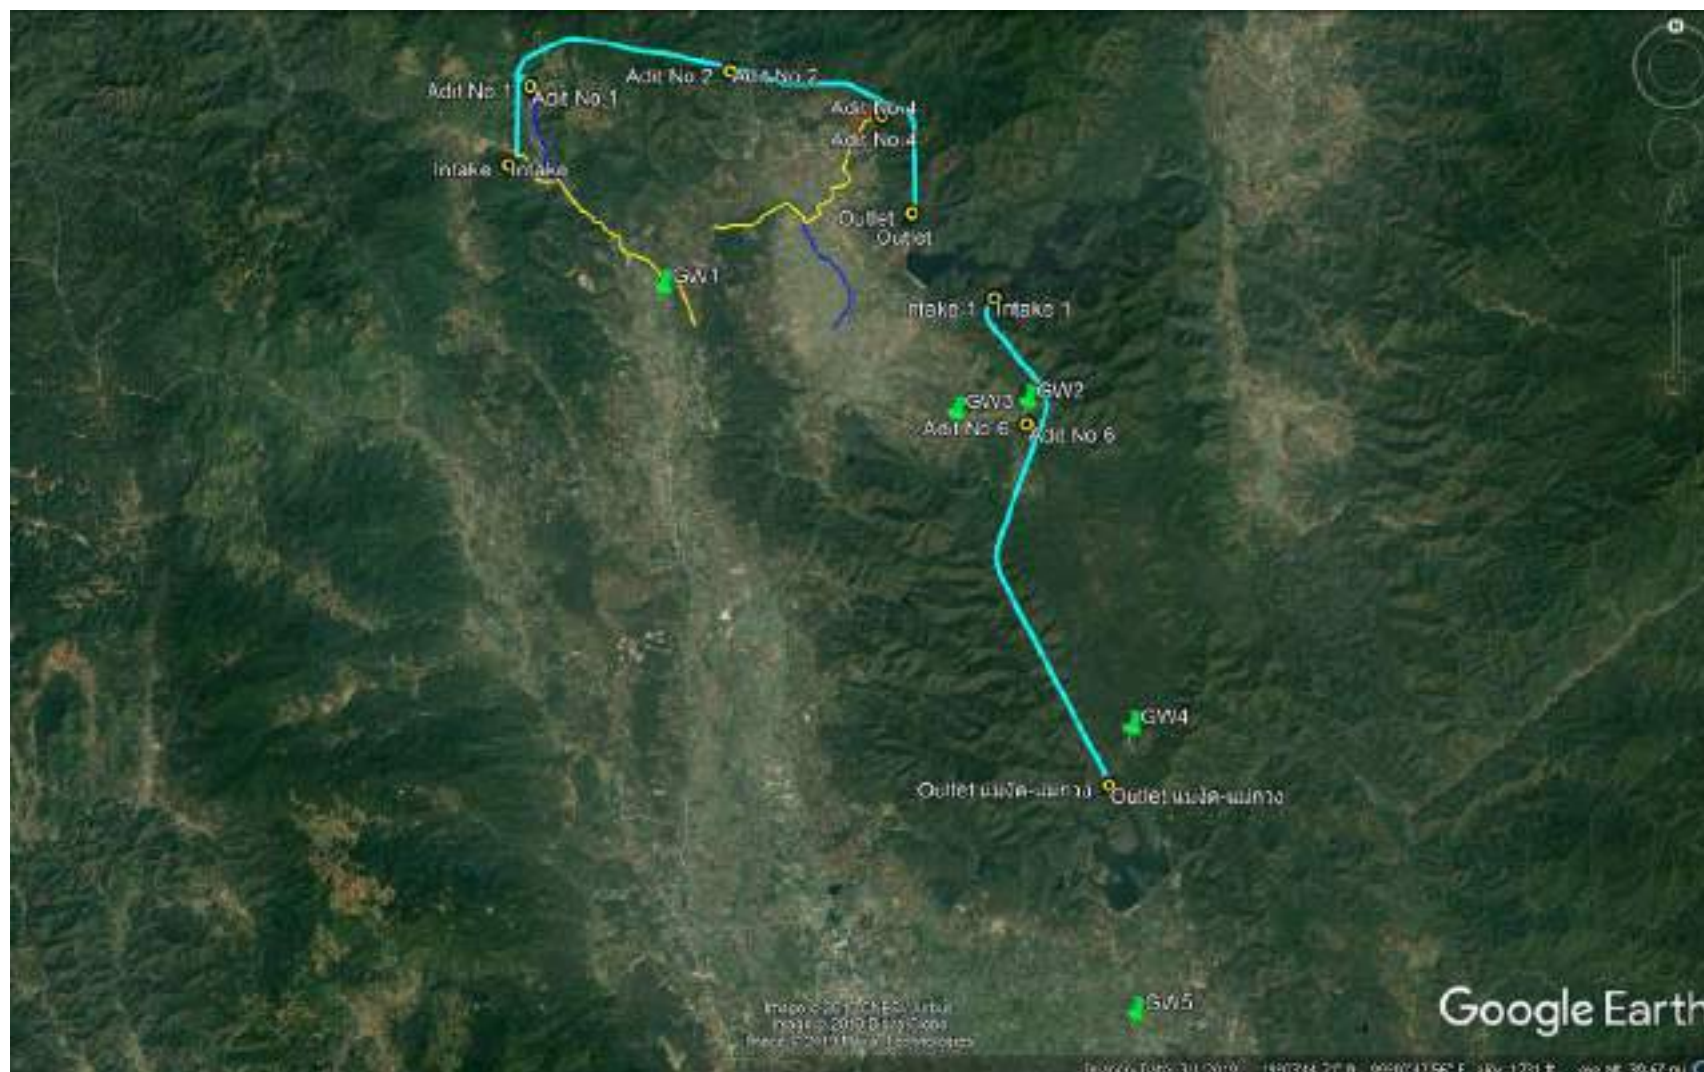 Adit No.2
Adit No.2
Adit No.1
Adit No.1
Adit No.4
Adit No.4
Intake
Intake
Outlet
Outlet
Intake 1
Intake 1
GW1
GW2
GW3
Adit No.6
Adit No.6
GW4
Outlet แม่งัด-แม่กวง
Outlet แม่งัด-แม่กวง
GW5
Google Earth